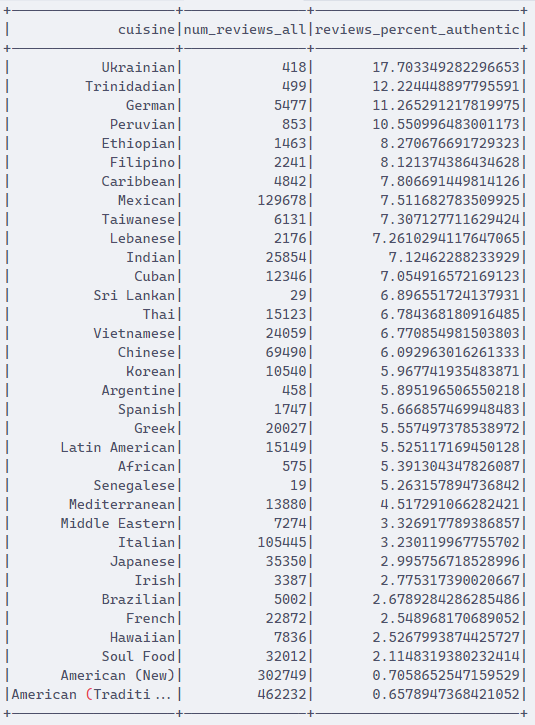 +---------------------+---------------+-------------------------+
|              cuisine|num_reviews_all|reviews_percent_authentic|
+---------------------+---------------+-------------------------+
|            Ukrainian|            418|       17.703349282296653|
|          Trinidadian|            499|       12.224448897795591|
|               German|           5477|       11.265291217819975|
|             Peruvian|            853|       10.550996483001173|
|            Ethiopian|           1463|        8.270676691729323|
|             Filipino|           2241|        8.121374386434628|
|            Caribbean|           4842|        7.806691449814126|
|              Mexican|         129678|        7.511682783509925|
|            Taiwanese|           6131|        7.307127711629424|
|             Lebanese|           2176|       7.2610294117647065|
|               Indian|          25854|         7.12462288233929|
|                Cuban|          12346|        7.054916572169123|
|           Sri Lankan|             29|        6.896551724137931|
|                 Thai|          15123|        6.784368180916485|
|           Vietnamese|          24059|        6.770854981503803|
|              Chinese|          69490|        6.092963016261333|
|               Korean|          10540|        5.967741935483871|
|            Argentine|            458|        5.895196506550218|
|              Spanish|           1747|        5.666857469948483|
|                Greek|          20027|        5.557497378538972|
|       Latin American|          15149|        5.525117169450128|
|              African|            575|        5.391304347826087|
|           Senegalese|             19|        5.263157894736842|
|        Mediterranean|          13880|        4.517291066282421|
|       Middle Eastern|           7274|        3.326917789386857|
|              Italian|         105445|        3.230119967755702|
|             Japanese|          35350|        2.995756718528996|
|                Irish|           3387|        2.775317390020667|
|            Brazilian|           5002|       2.6789284286285486|
|               French|          22872|        2.548968170689052|
|             Hawaiian|           7836|       2.5267993874425727|
|            Soul Food|          32012|       2.1148319380232414|
|       American (New)|         302749|       0.7058652547159529|
|American (Traditi...|         462232|       0.6578947368421052|
+---------------------+---------------+-------------------------+